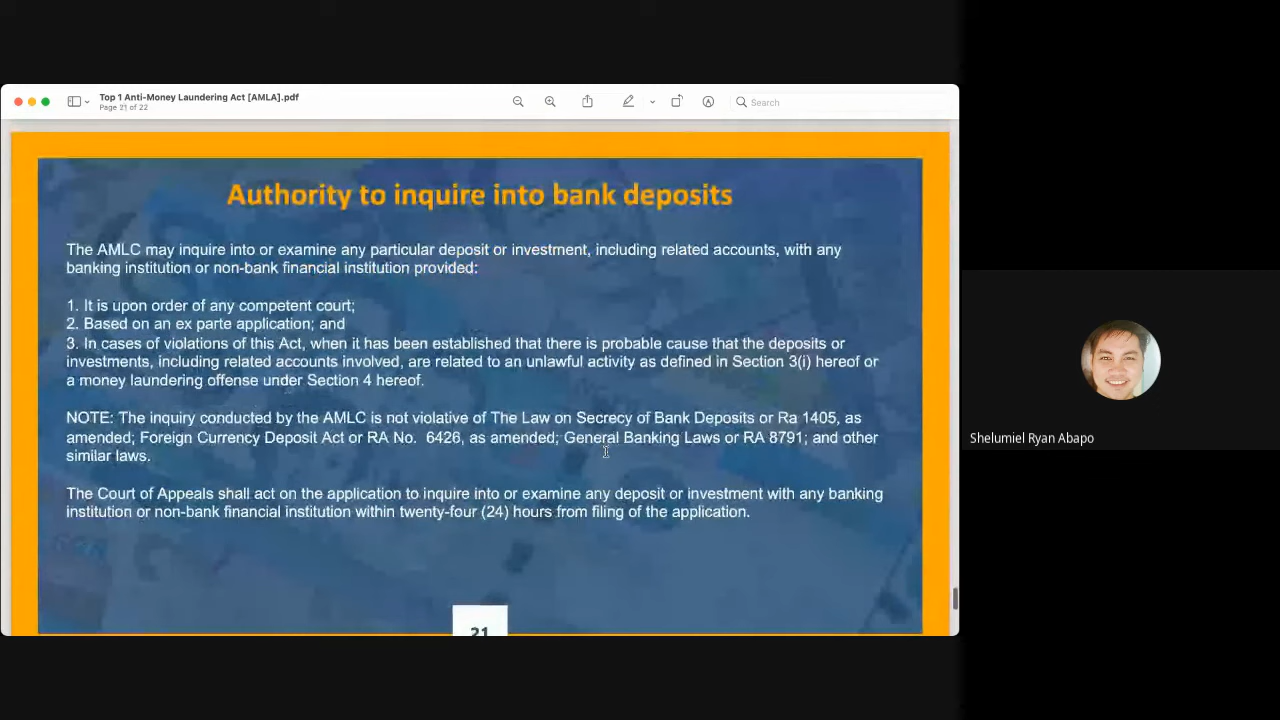 Top 1 Anti-Money Laundering Act [AMLA].pdf
Page 21 of 22
Search
Authority to inquire into bank deposits
The AMLC may inquire into or examine any particular deposit or investment, including related accounts, with any
banking institution or non-bank financial institution provided:
1. It is upon order of any competent court;
2. Based on an ex parte application; and
3. In cases of violations of this Act, when it has been established that there is probable cause that the deposits or
investments, including related accounts involved, are related to an unlawful activity as defined in Section 3(i) hereof or
a money laundering offense under Section 4 hereof.
NOTE: The inquiry conducted by the AMLC is not violative of The Law on Secrecy of Bank Deposits or Ra 1405, as
amended; Foreign Currency Deposit Act or RA No. 6426, as amended; General Banking Laws or RA 8791; and other
similar laws.
The Court of Appeals shall act on the application to inquire into or examine any deposit or investment with any banking
institution or non-bank financial institution within twenty-four (24) hours from filing of the application.
21
Shelumiel Ryan Abapo